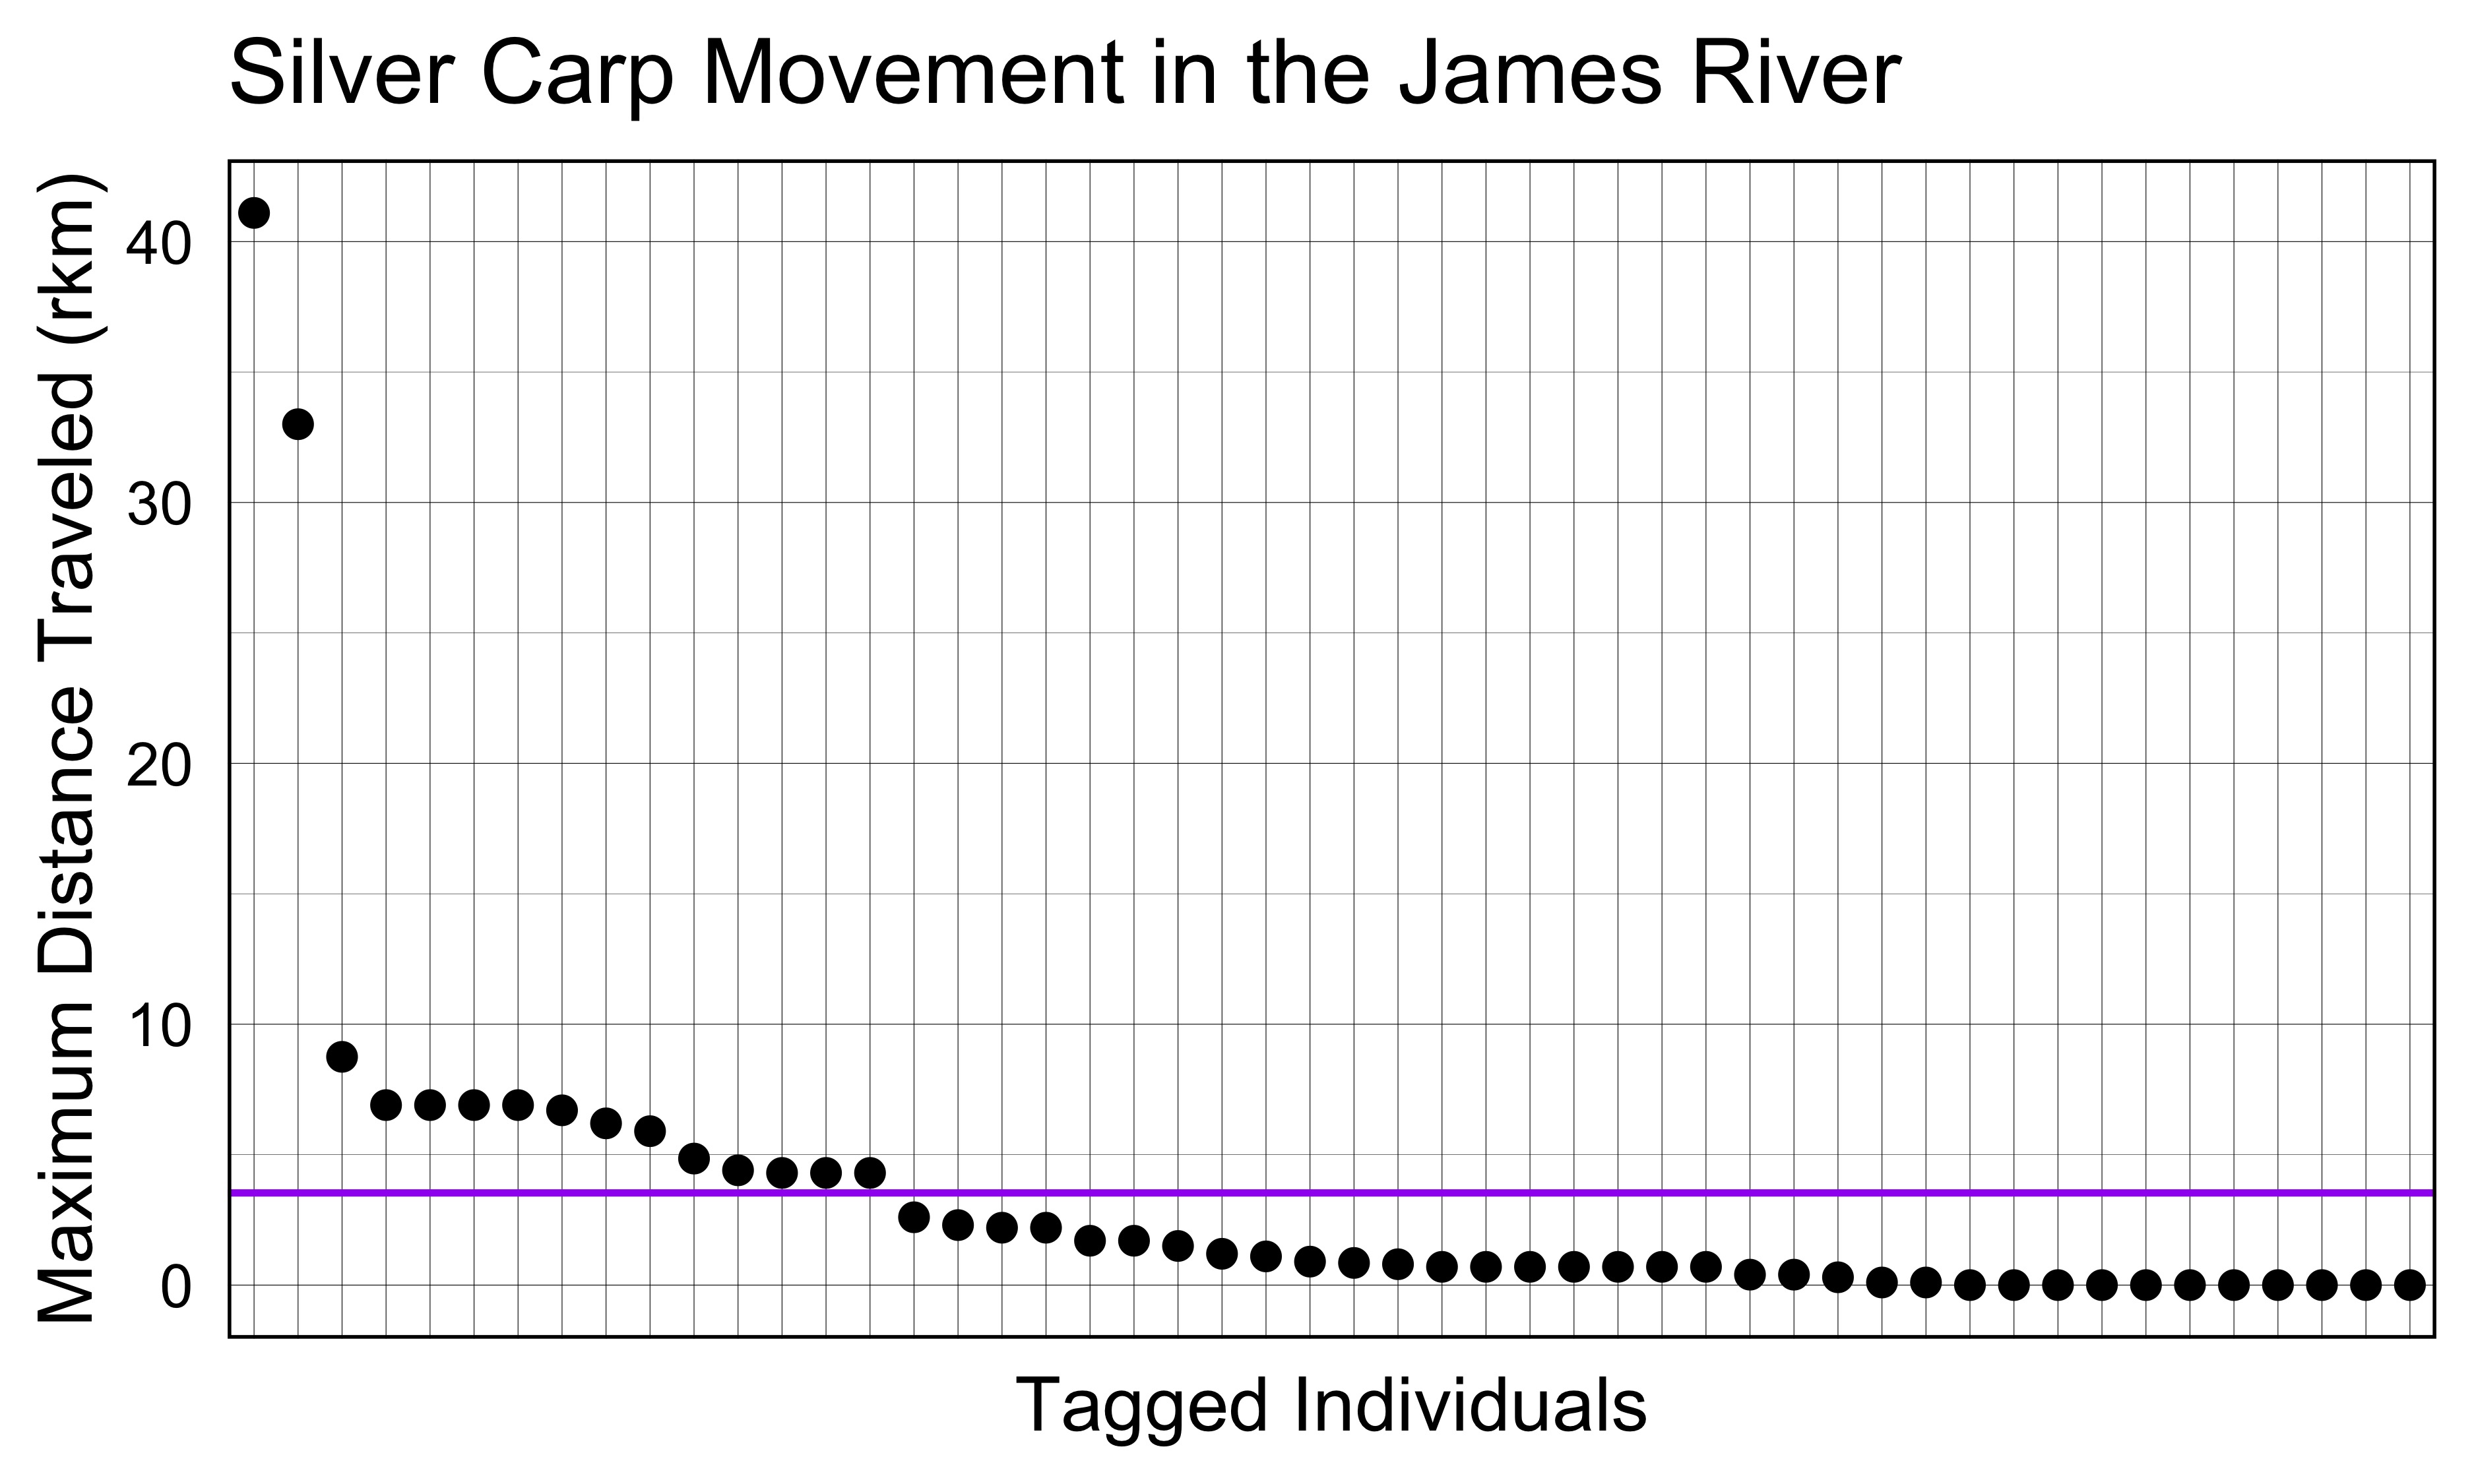 Silver Carp Movement in the James River
Maximum Distance Traveled (rkm)
40
30
20
10
0
Tagged Individuals